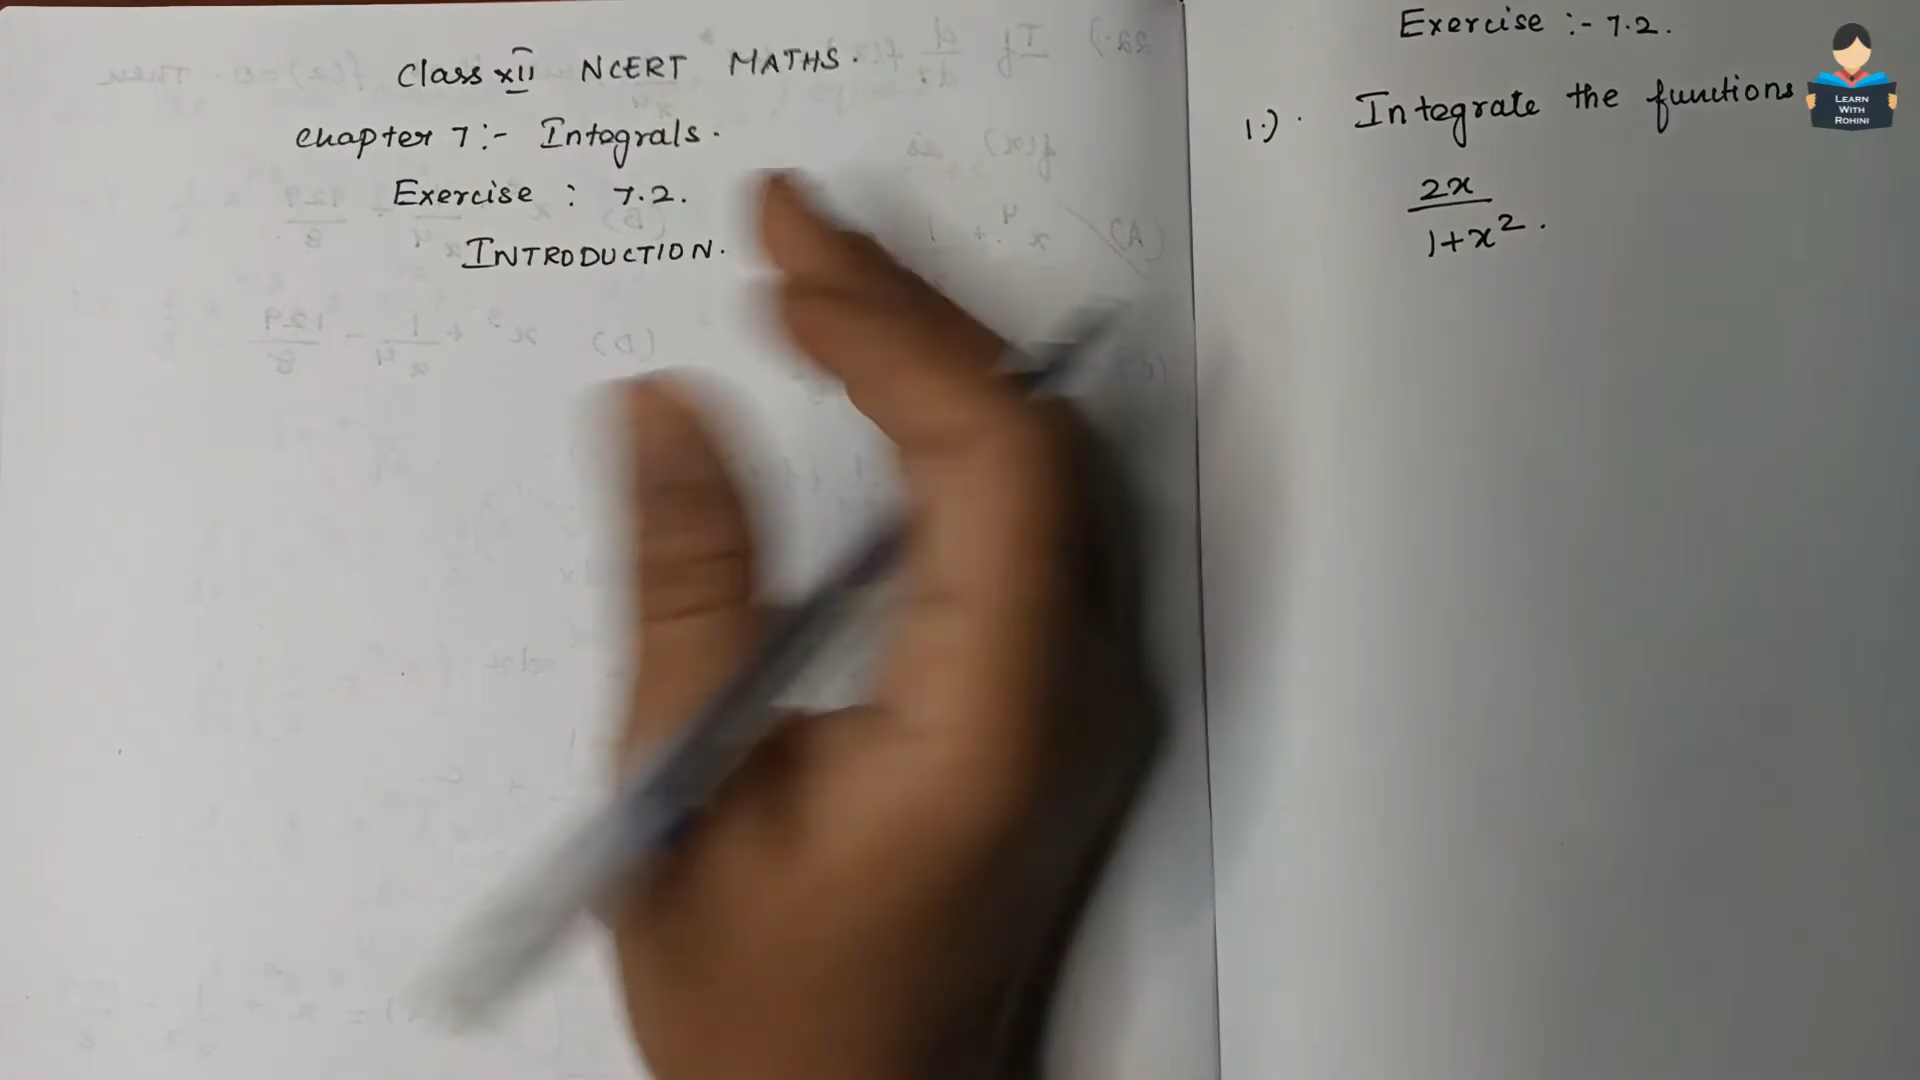 Class XII NCERT MATHS.
Chapter 7:- Integrals.
Exercise : 7.2.
INTRODUCTION.
Exercise :- 7.2.
1.). Integrate the functions
2x
1+x².
LEARN
WITH
ROHINI